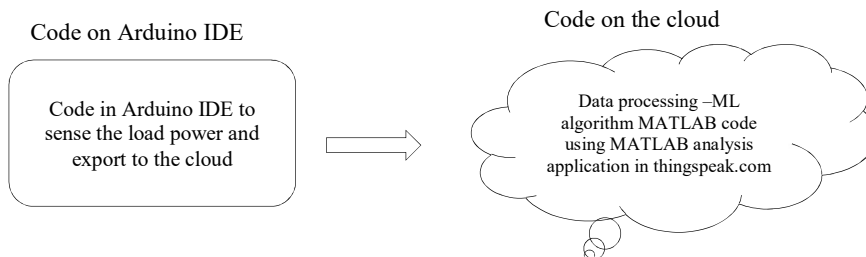 Code on Arduino IDE
Code in Arduino IDE to
sense the load power and
export to the cloud
Code on the cloud
Data processing –ML
algorithm MATLAB code
using MATLAB analysis
application in thingspeak.com